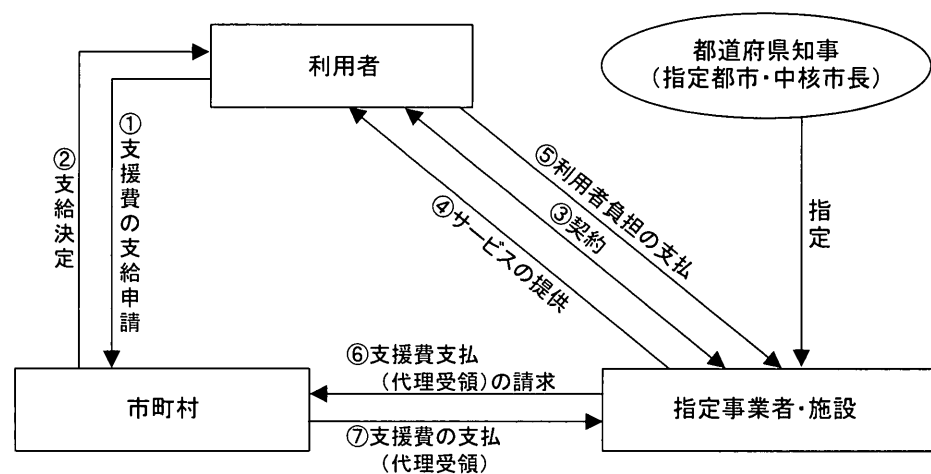 利用者
都道府県知事
(指定都市・中核市長)
①支援費の支給申請
②支給決定
⑤利用者負担の支払
③契約
④サービスの提供
指定
⑥支援費支払
(代理受領)の請求
市町村
指定事業者・施設
⑦支援費の支払
(代理受領)